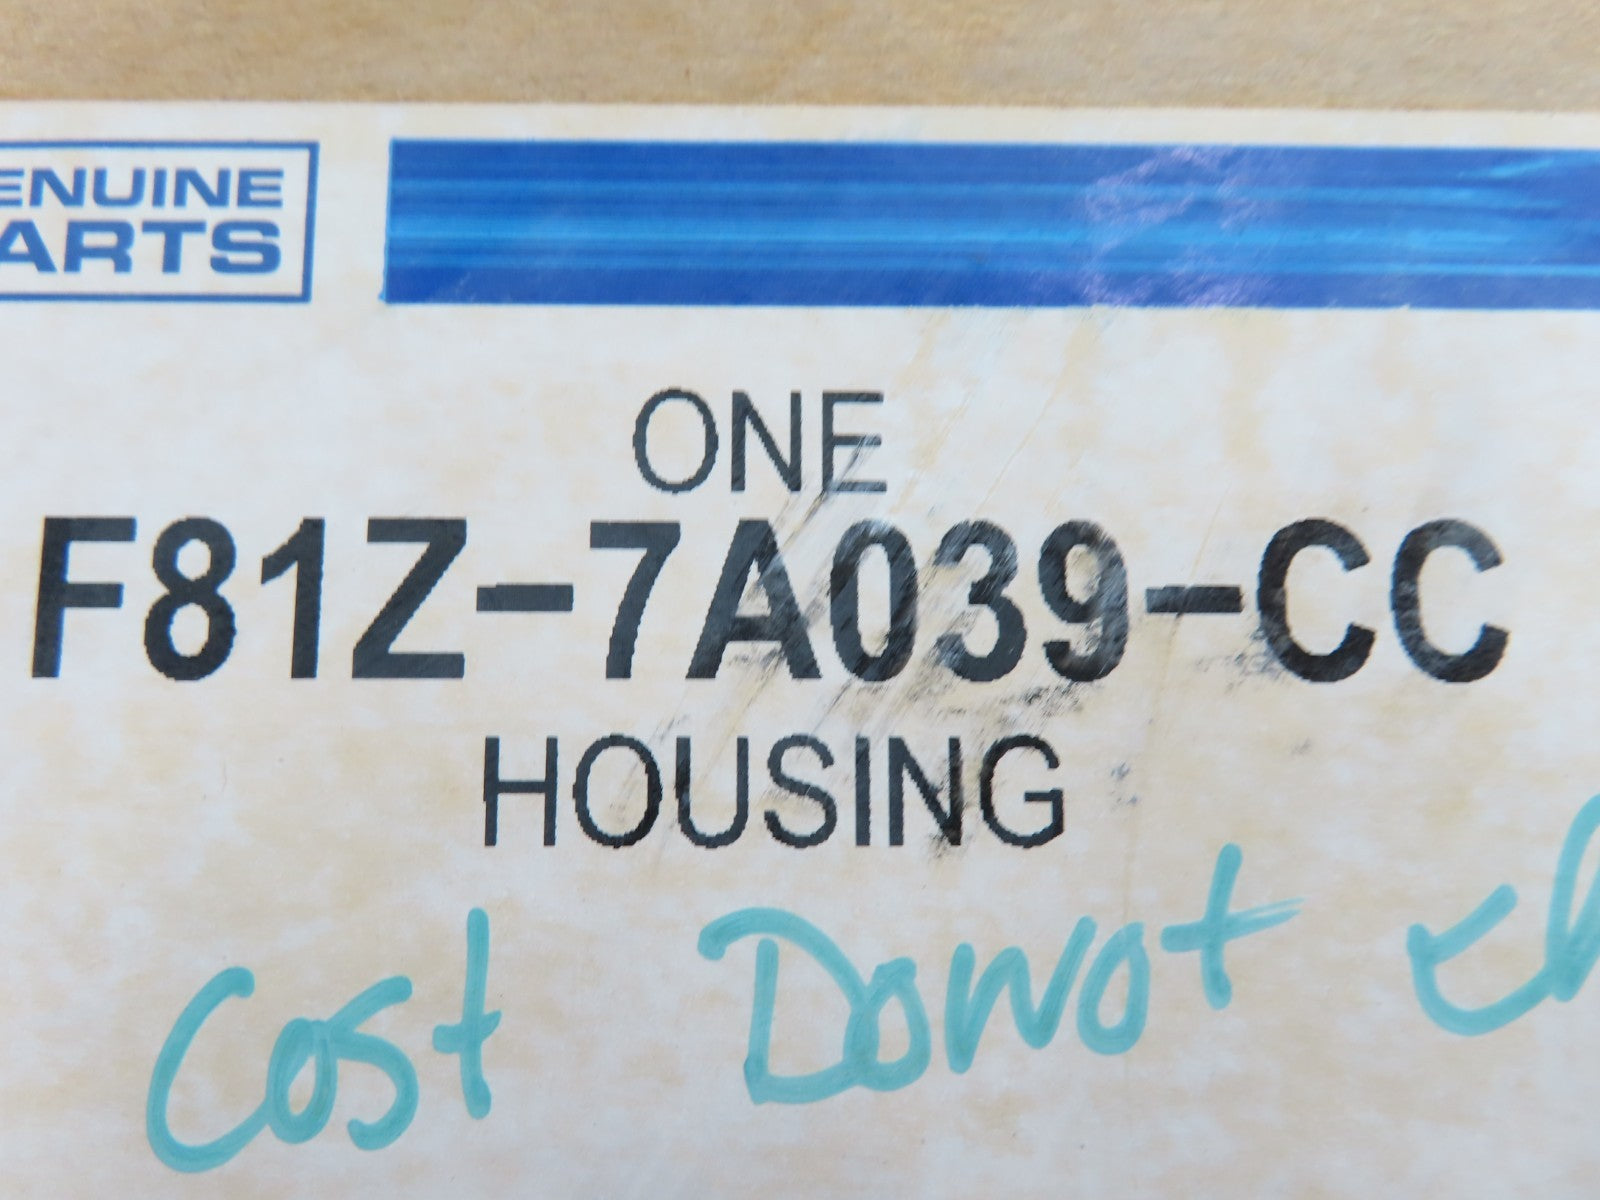 ENUINE
ARTS
ONE
F81Z-7A039-CC
HOUSING
Cost Donot